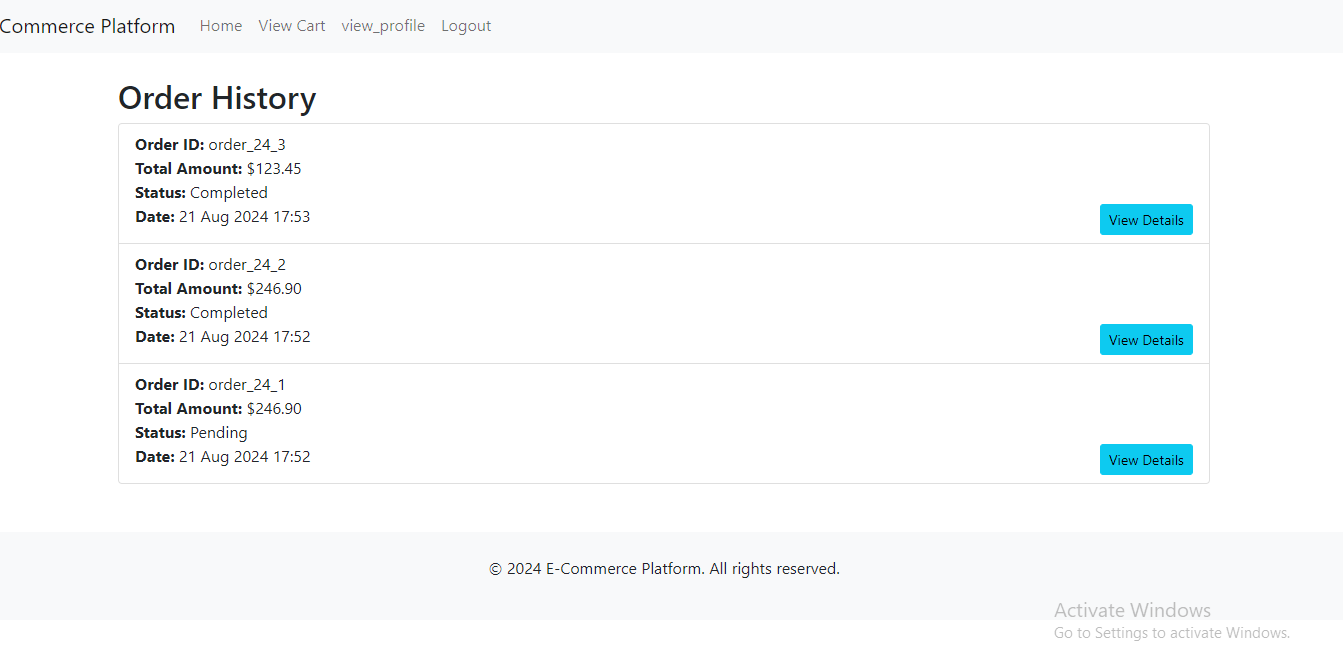 Commerce Platform Home View Cart view_profile Logout
Order History
Order ID: order_24_3
Total Amount: $123.45
Status: Completed
Date: 21 Aug 2024 17:53
View Details
Order ID: order_24_2
Total Amount: $246.90
Status: Completed
Date: 21 Aug 2024 17:52
View Details
Order ID: order_24_1
Total Amount: $246.90
Status: Pending
Date: 21 Aug 2024 17:52
View Details
© 2024 E-Commerce Platform. All rights reserved.
Activate Windows
Go to Settings to activate Windows.